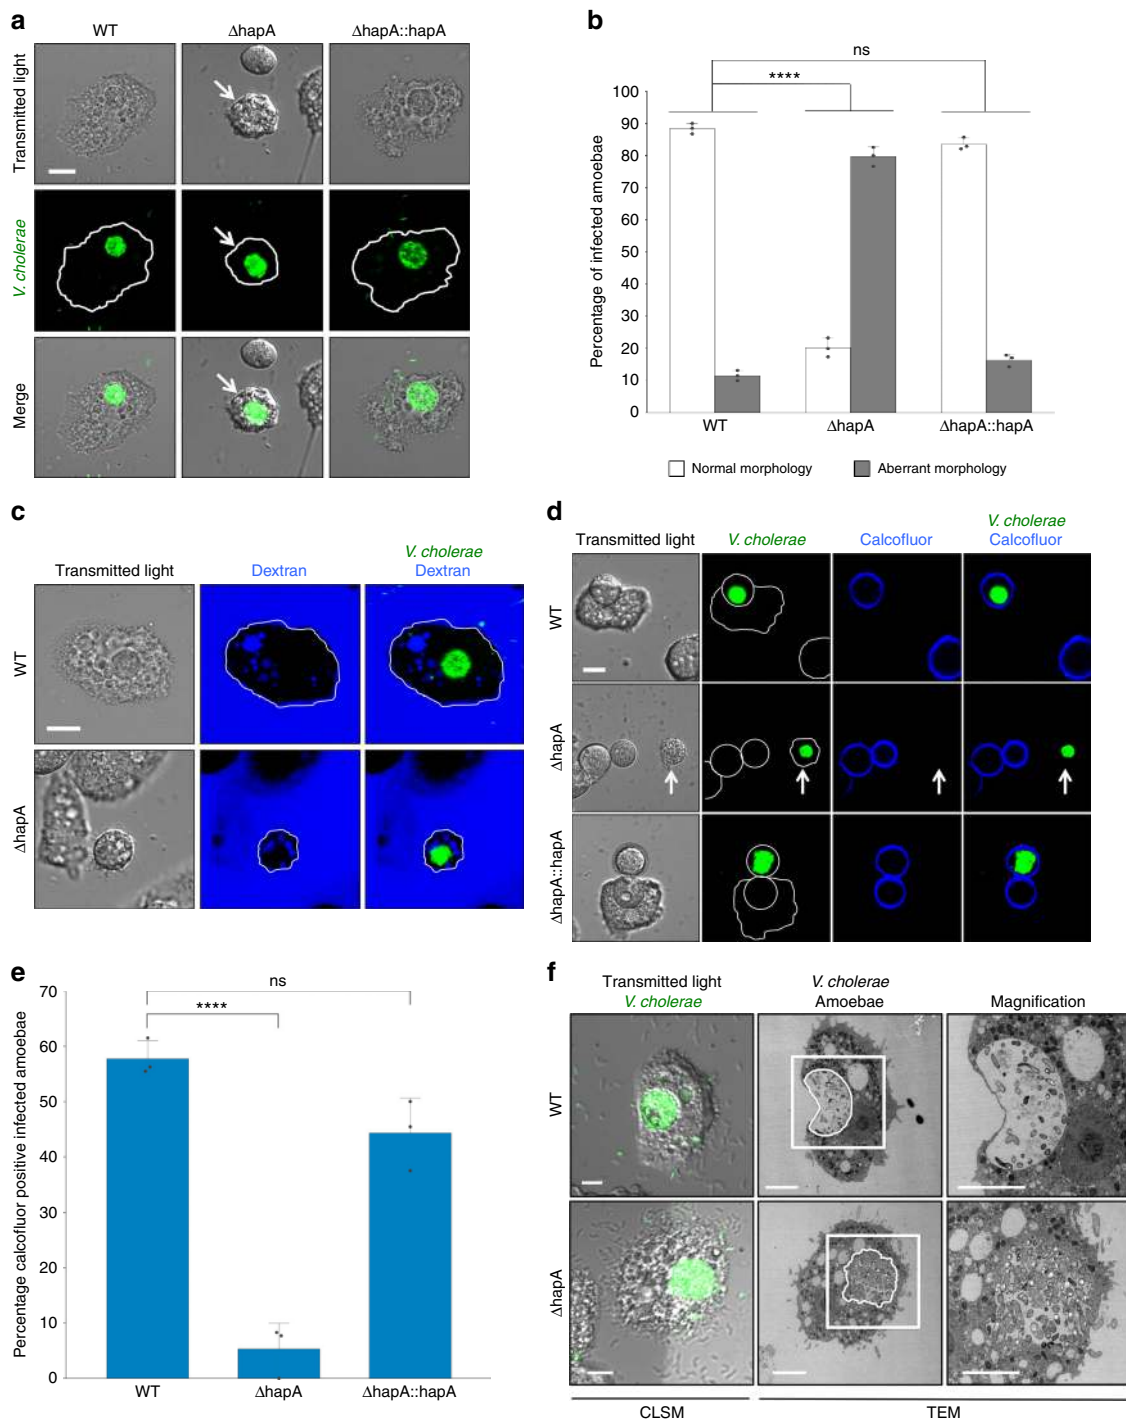 a
WT
ΔhapA
ΔhapA::hapA
Transmitted light
V. cholerae
Merge
b
ns
****
Percentage of infected amoebae
100
90
80
70
60
50
40
30
20
10
0
WT
ΔhapA
ΔhapA::hapA
Normal morphology
Aberrant morphology
c
Transmitted light
Dextran
V. cholerae
Dextran
WT
ΔhapA
d
Transmitted light
V. cholerae
Calcofluor
V. cholerae
Calcofluor
WT
ΔhapA
ΔhapA::hapA
e
ns
****
Percentage calcofluor positive infected amoebae
70
60
50
40
30
20
10
0
WT
ΔhapA
ΔhapA::hapA
f
Transmitted light
V. cholerae
V. cholerae
Amoebae
Magnification
WT
ΔhapA
CLSM
TEM